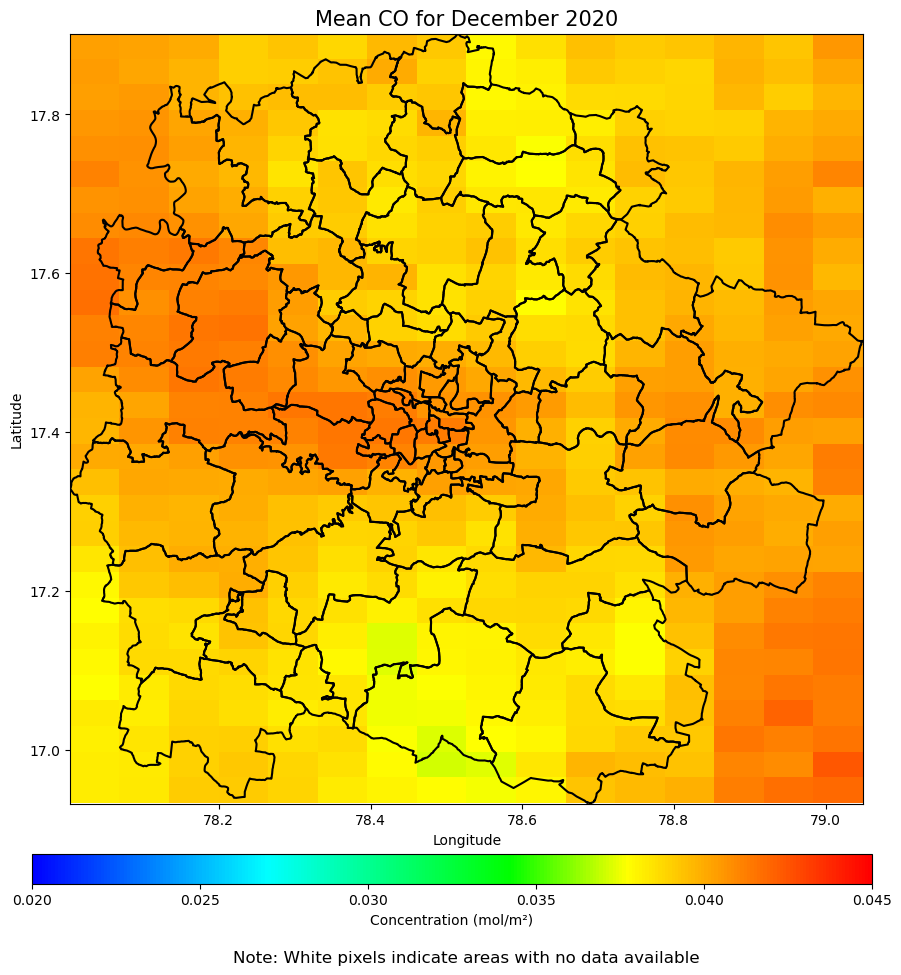 Mean CO for December 2020
17.8
17.6
17.4
17.2
17.0
Latitude
78.2 78.4 78.6 78.8 79.0
Longitude
0.020 0.025 0.030 0.035 0.040 0.045
Concentration (mol/m²)
Note: White pixels indicate areas with no data available